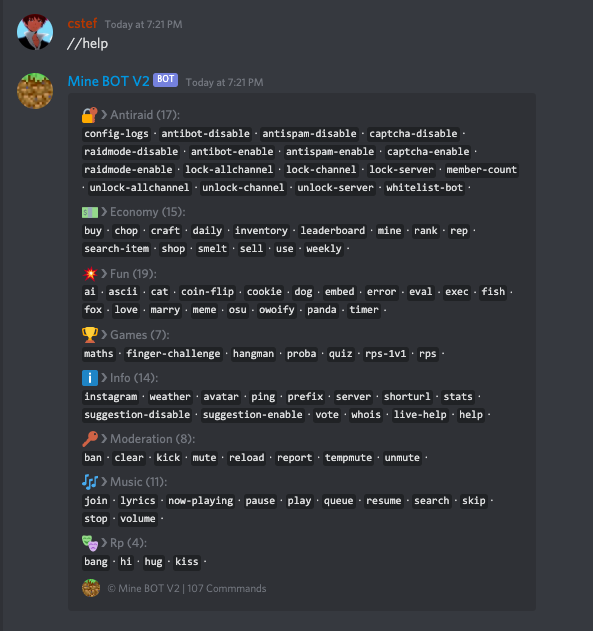 cstef Today at 7:21 PM
//help
Mine BOT V2 BOT Today at 7:21 PM
❯ Antiraid (17):
config-logs · antibot-disable · antispam-disable · captcha-disable ·
raidmode-disable · antibot-enable · antispam-enable · captcha-enable ·
raidmode-enable · lock-allchannel · lock-channel · lock-server · member-count
· unlock-allchannel · unlock-channel · unlock-server · whitelist-bot ·
❯ Economy (15):
buy · chop · craft · daily · inventory · leaderboard · mine · rank · rep ·
search-item · shop · smelt · sell · use · weekly ·
❯ Fun (19):
ai · ascii · cat · coin-flip · cookie · dog · embed · error · eval · exec · fish ·
fox · love · marry · meme · osu · owoify · panda · timer ·
❯ Games (7):
maths · finger-challenge · hangman · proba · quiz · rps-1v1 · rps ·
❯ Info (14):
instagram · weather · avatar · ping · prefix · server · shorturl · stats ·
suggestion-disable · suggestion-enable · vote · whois · live-help · help ·
❯ Moderation (8):
ban · clear · kick · mute · reload · report · tempmute · unmute ·
❯ Music (11):
join · lyrics · now-playing · pause · play · queue · resume · search · skip ·
stop · volume ·
❯ Rp (4):
bang · hi · hug · kiss ·
© Mine BOT V2 | 107 Commmands